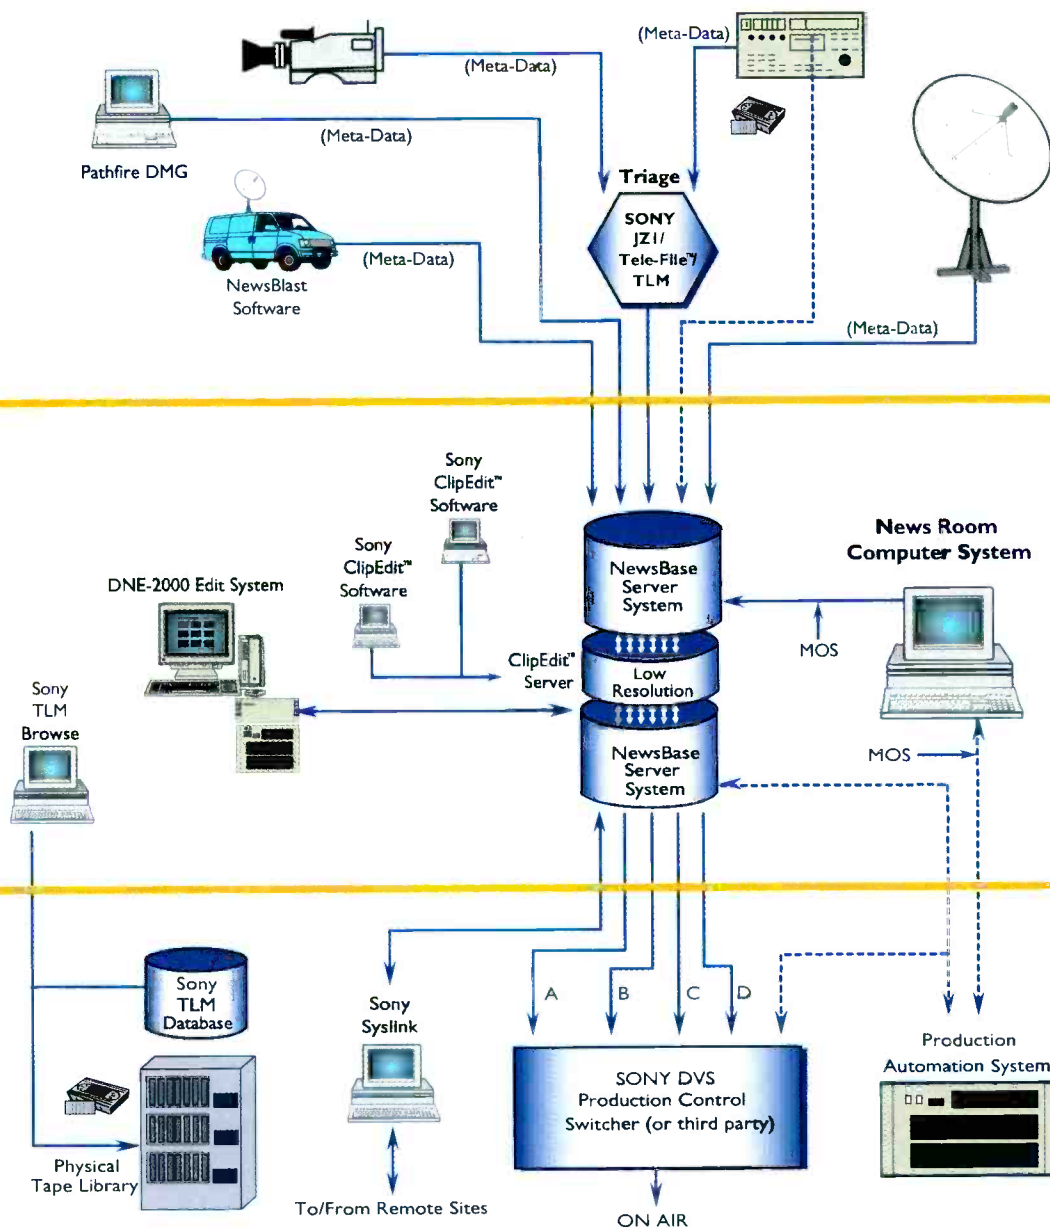 (Meta-Data)
(Meta-Data)
(Meta-Data)
Pathfire DMG
Triage
SONY
JZ1/
Tele-File™/
TLM
(Meta-Data)
NewsBlast
Software
(Meta-Data)
Sony
ClipEdit™
Software
Sony
ClipEdit™
Software
DNE-2000 Edit System
News Room
Computer System
NewsBase
Server
System
MOS
ClipEdit™
Server
Low
Resolution
Sony
TLM
Browse
NewsBase
Server
System
MOS
A
B
C
D
Sony
TLM
Database
Sony
Syslink
Production
Automation System
SONY DVS
Production Control
Switcher (or third party)
Physical
Tape Library
To/From Remote Sites
ON AIR